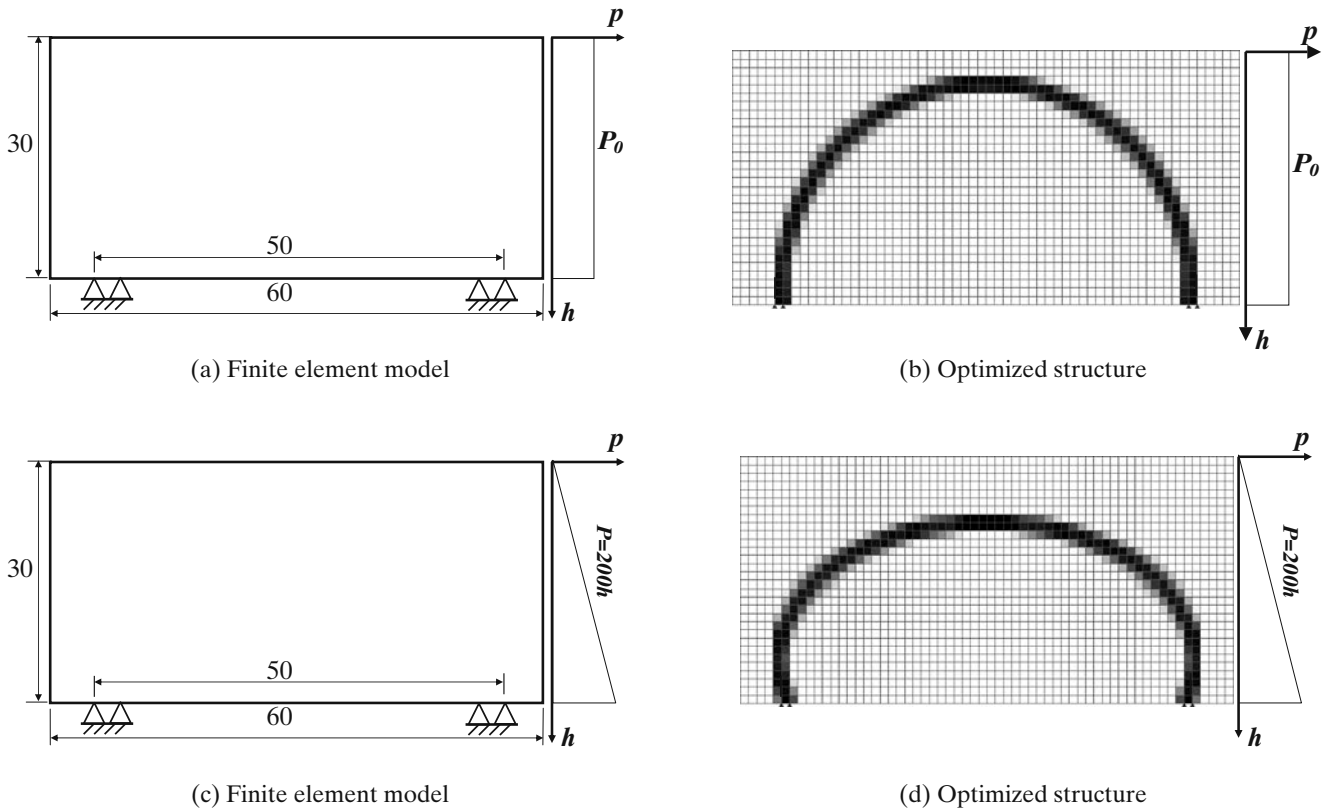 p
30
P0
50
60
h
(a) Finite element model
p
P0
h
(b) Optimized structure
p
30
P=200h
50
60
h
(c) Finite element model
p
P=200h
h
(d) Optimized structure